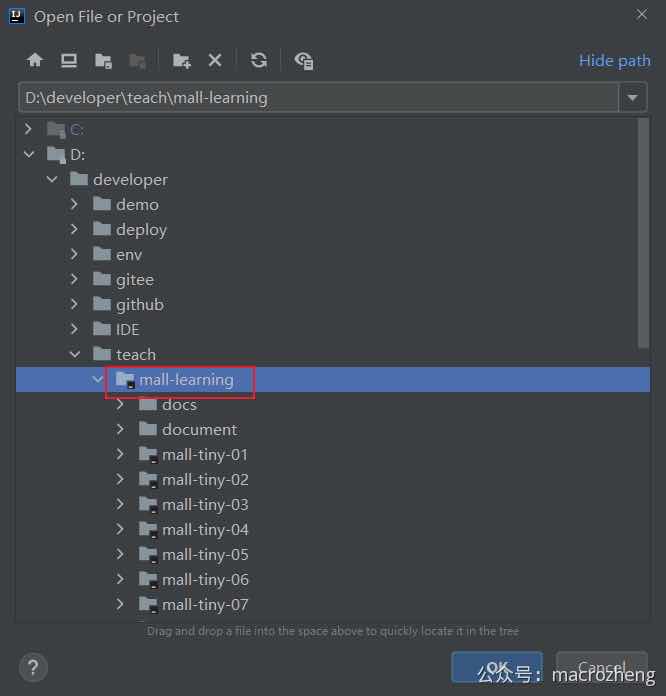 Open File or Project
Hide path
D:\developer\teach\mall-learning
C:
D:
developer
demo
deploy
env
gitee
github
IDE
teach
mall-learning
docs
document
mall-tiny-01
mall-tiny-02
mall-tiny-03
mall-tiny-04
mall-tiny-05
mall-tiny-06
mall-tiny-07
Drag and drop a file into the space above to quickly locate it in the tree
?
OK
Cancel
公众号：macrozheng